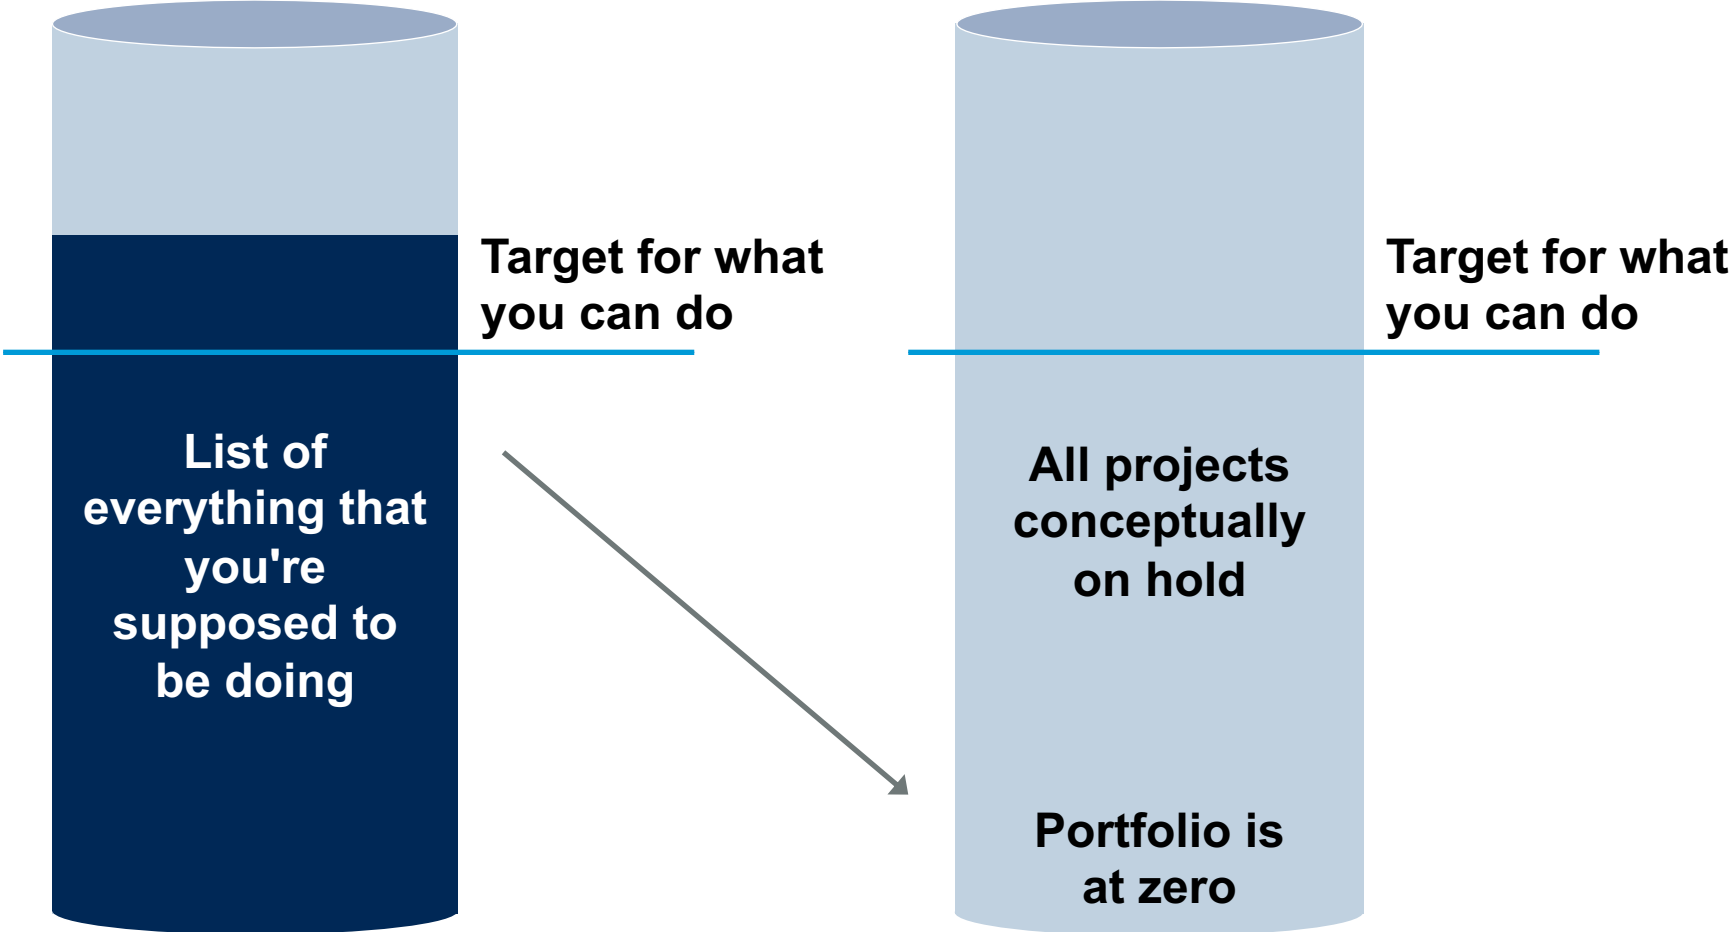 Target for what
you can do
List of
everything that
you're
supposed to
be doing
Target for what
you can do
All projects
conceptually
on hold
Portfolio is
at zero